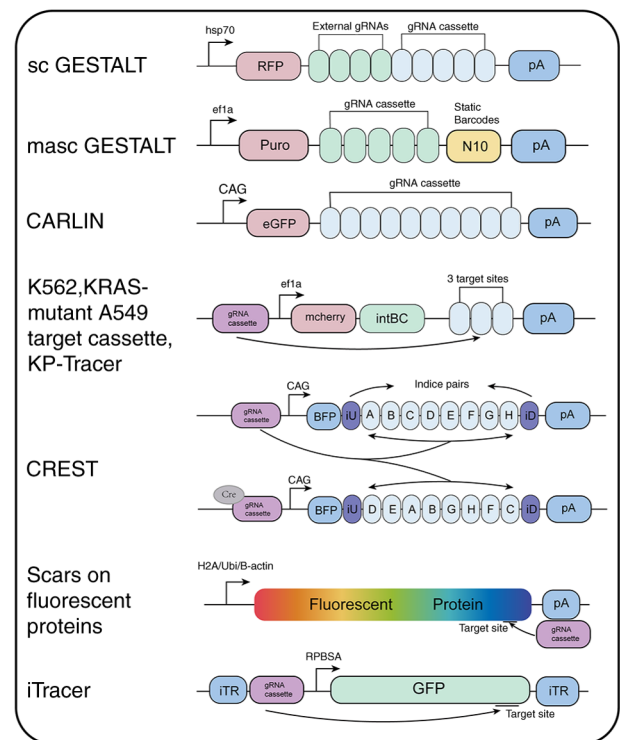 sc GESTALT
hsp70
External gRNAs
gRNA cassette
RFP
pA
masc GESTALT
ef1a
gRNA cassette
Static
Barcodes
Puro
N10
pA
CARLIN
CAG
gRNA cassette
eGFP
pA
K562,KRAS-
mutant A549
target cassette,
KP-Tracer
gRNA
cassette
ef1a
3 target sites
mcherry
intBC
pA
CREST
CAG
Indice pairs
gRNA
cassette
BFP iU A B C D E F G H iD pA
Cre
gRNA
cassette
CAG
BFP iU D E A B G H F C iD pA
Scars on
fluorescent
proteins
H2A/Ubi/B-actin
Fluorescent Protein
pA
Target site
gRNA
cassette
iTracer
RPBSA
iTR
gRNA
cassette
GFP
iTR
Target site